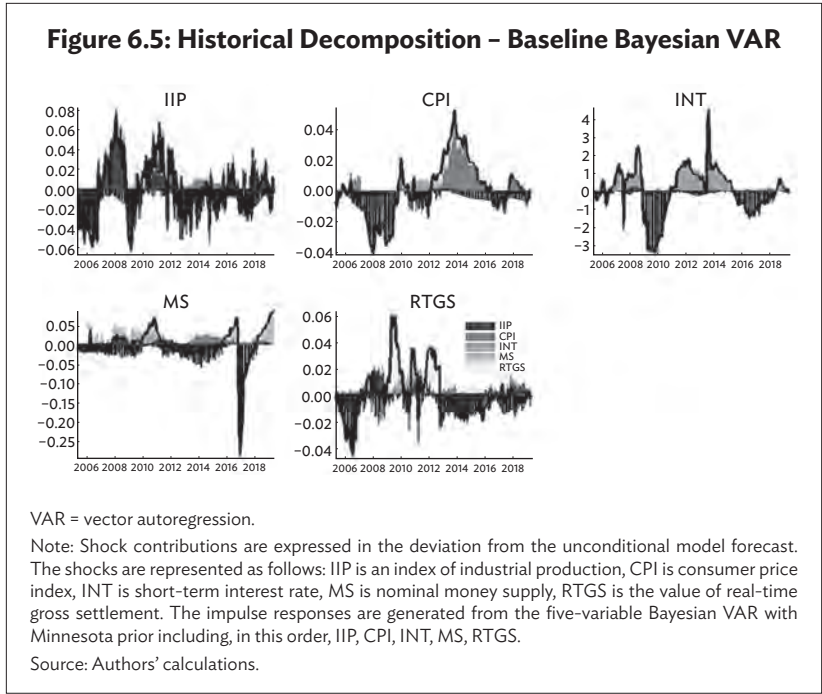 Figure 6.5: Historical Decomposition – Baseline Bayesian VAR
IIP
0.08
0.06
0.04
0.02
0.00
−0.02
−0.04
−0.06
2006 2008 2010 2012 2014 2016 2018
CPI
0.04
0.02
0.00
−0.02
−0.04
2006 2008 2010 2012 2014 2016 2018
INT
4
3
2
1
0
−1
−2
−3
2006 2008 2010 2012 2014 2016 2018
MS
0.05
0.00
−0.05
−0.10
−0.15
−0.20
−0.25
2006 2008 2010 2012 2014 2016 2018
RTGS
0.06
0.04
0.02
0.00
−0.02
−0.04
2006 2008 2010 2012 2014 2016 2018
IIP
CPI
INT
MS
RTGS
VAR = vector autoregression.
Note: Shock contributions are expressed in the deviation from the unconditional model forecast.
The shocks are represented as follows: IIP is an index of industrial production, CPI is consumer price
index, INT is short-term interest rate, MS is nominal money supply, RTGS is the value of real-time
gross settlement. The impulse responses are generated from the five-variable Bayesian VAR with
Minnesota prior including, in this order, IIP, CPI, INT, MS, RTGS.
Source: Authors' calculations.